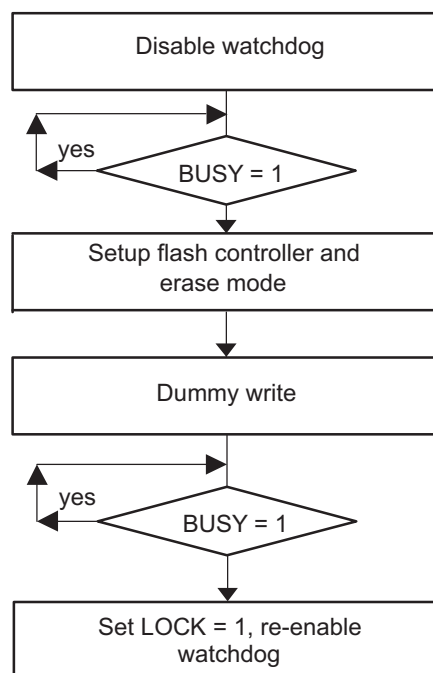 Disable watchdog
yes
BUSY = 1
Setup flash controller and
erase mode
Dummy write
yes
BUSY = 1
Set LOCK = 1, re-enable
watchdog